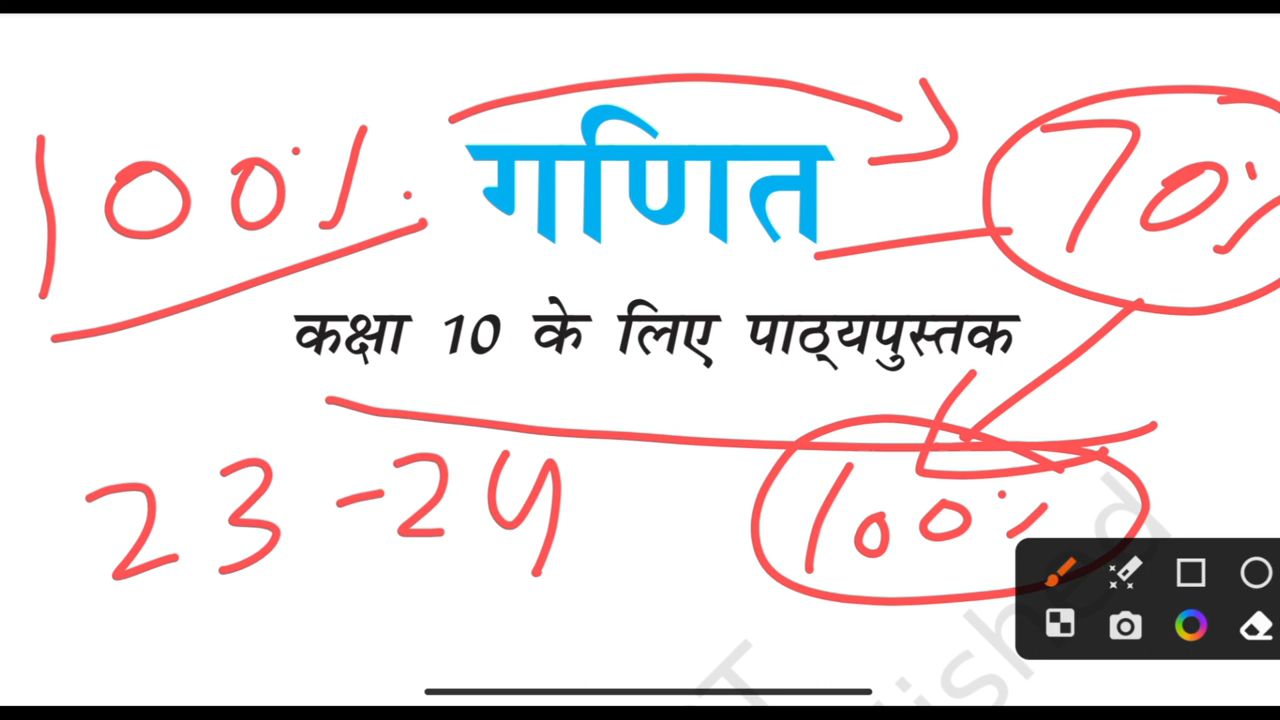 100% गणित 70%
कक्षा 10 के लिए पाठ्यपुस्तक
23-24 100%